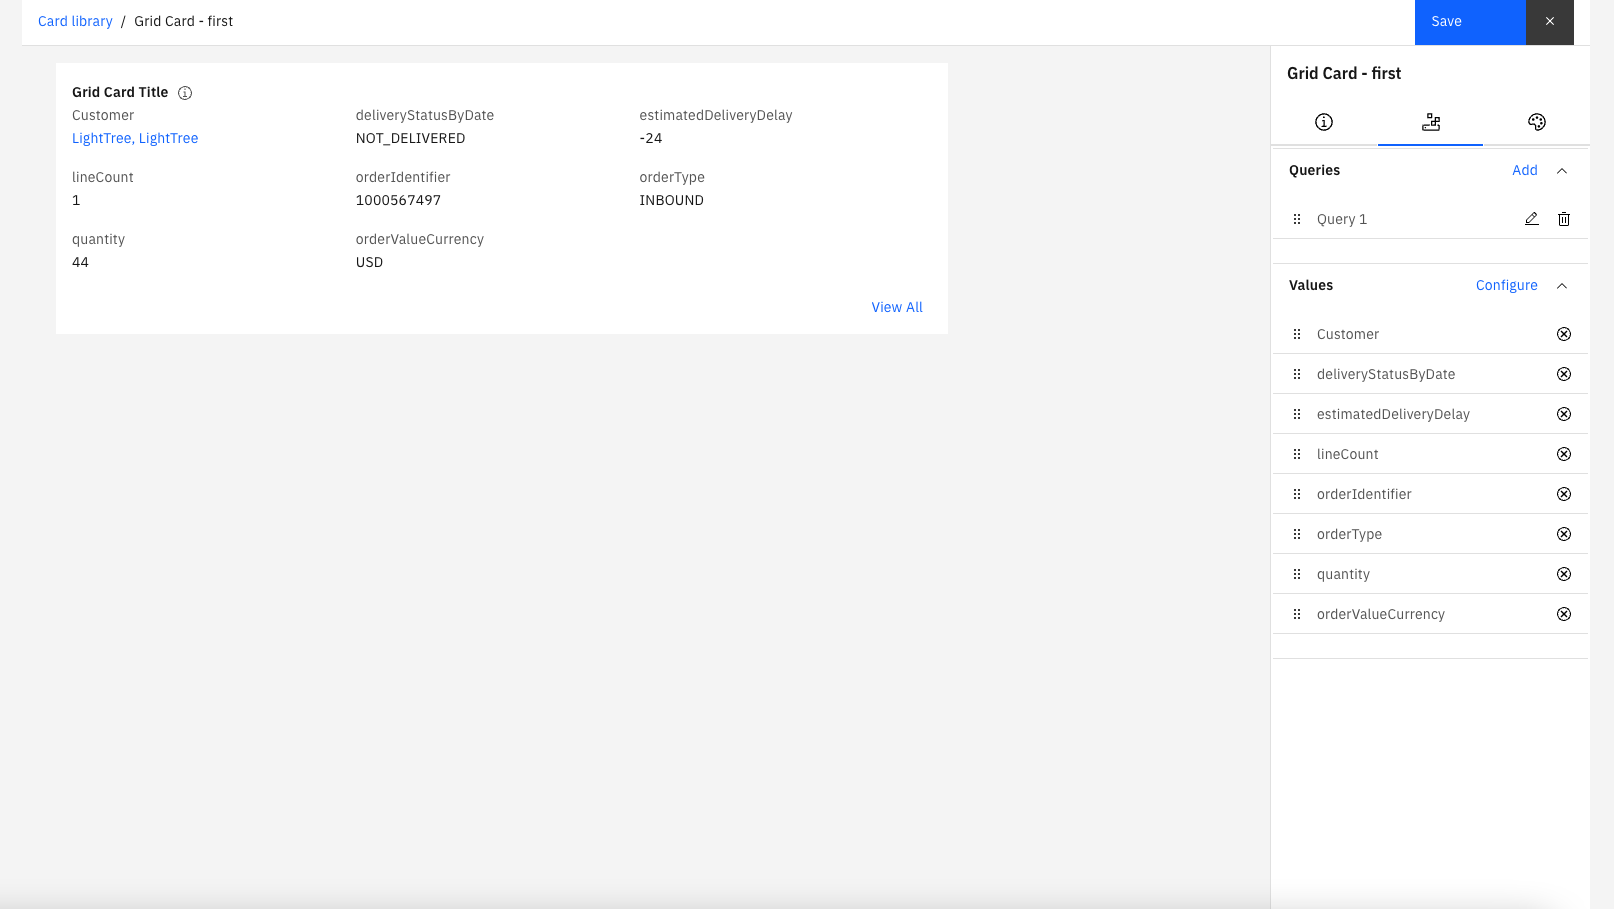 Card library / Grid Card - first
Save
Grid Card Title
Customer deliveryStatusByDate estimatedDeliveryDelay
LightTree, LightTree NOT_DELIVERED -24
lineCount orderIdentifier orderType
1 1000567497 INBOUND
quantity orderValueCurrency
44 USD
View All
Grid Card - first
Queries Add
Query 1
Values Configure
Customer
deliveryStatusByDate
estimatedDeliveryDelay
lineCount
orderIdentifier
orderType
quantity
orderValueCurrency